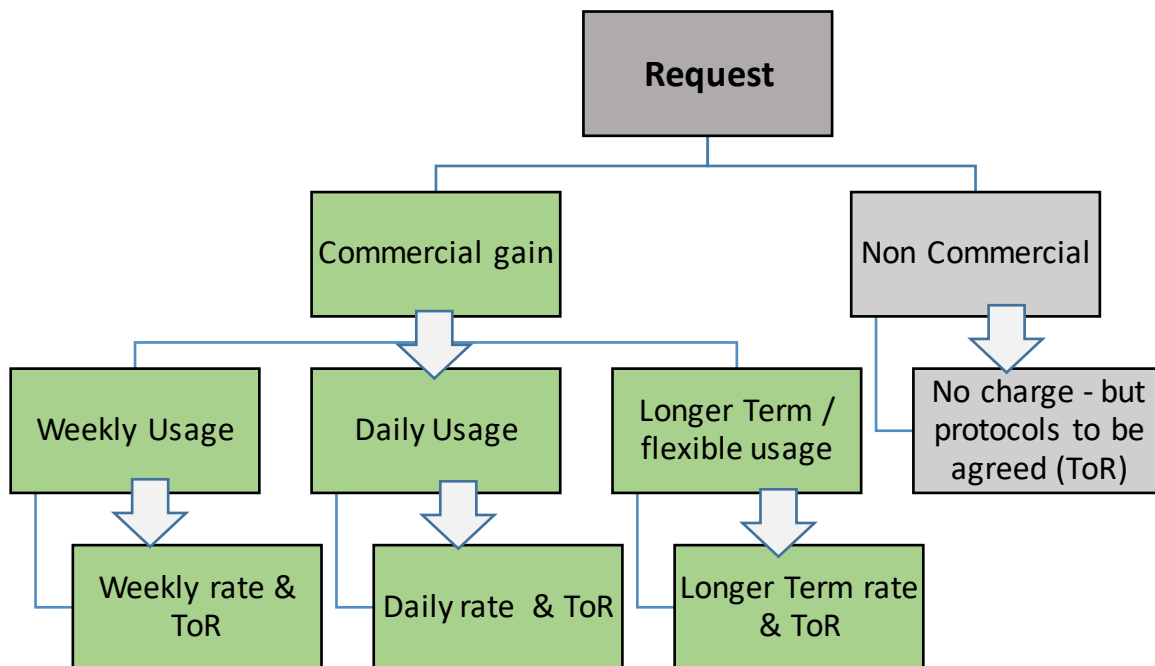 Request
Commercial gain
Non Commercial
Weekly Usage
Daily Usage
Longer Term /
flexible usage
No charge - but
protocols to be
agreed (ToR)
Weekly rate &
ToR
Daily rate & ToR
Longer Term rate
& ToR